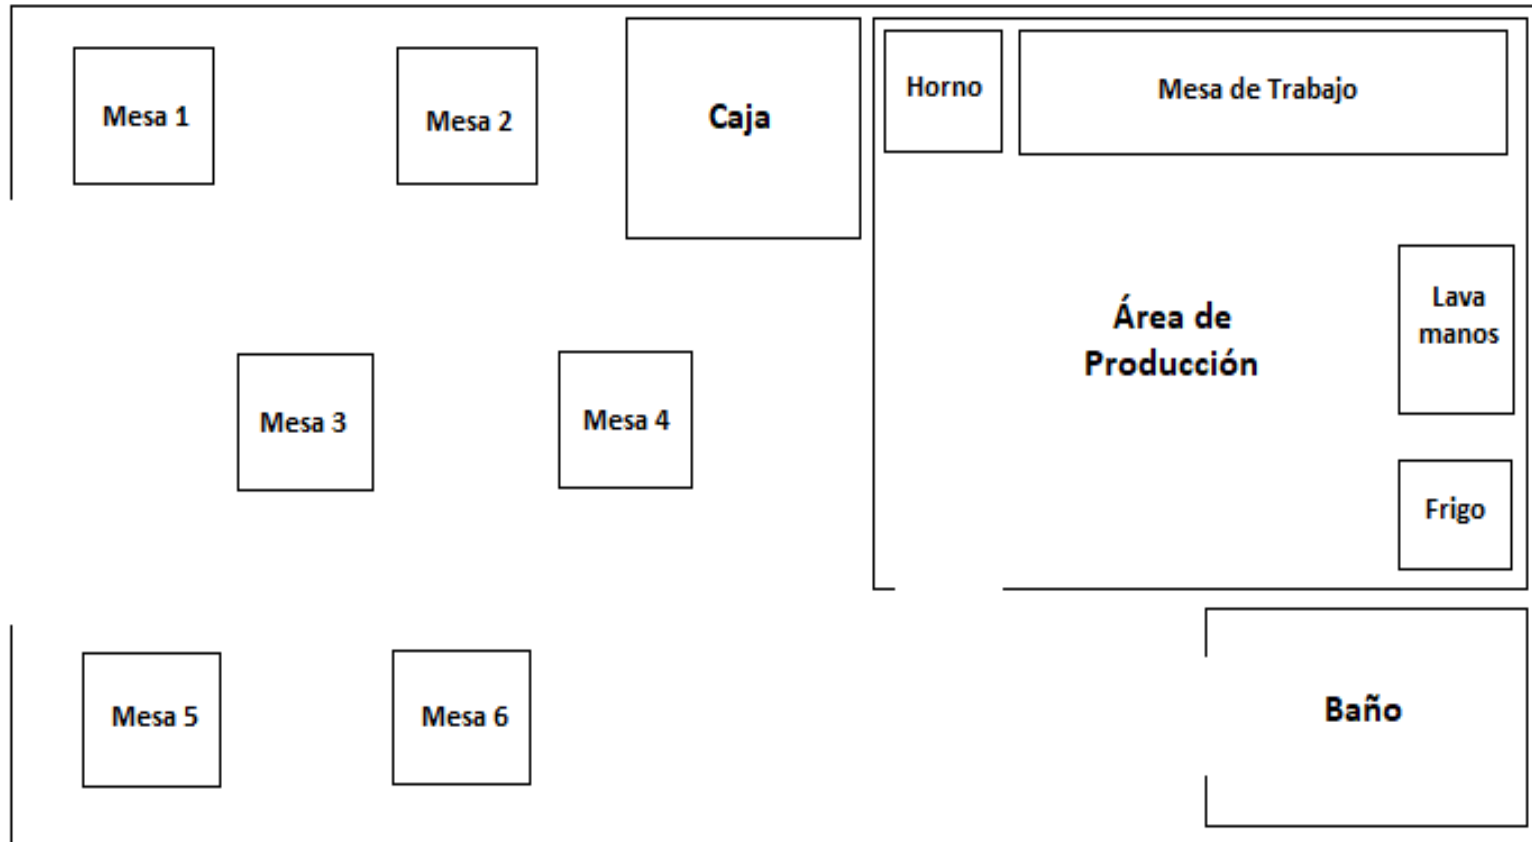 Mesa 1
Mesa 2
Caja
Horno
Mesa de Trabajo
Área de
Producción
Lava
manos
Mesa 3
Mesa 4
Frigo
Mesa 5
Mesa 6
Baño